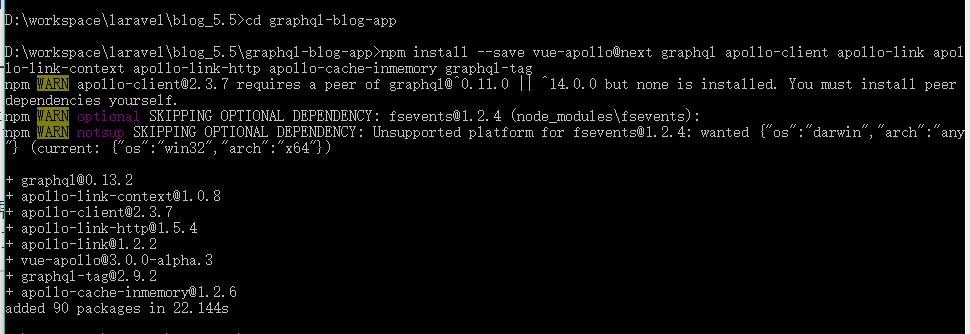 D:\workspace\laravel\blog_5.5>cd graphql-blog-app
D:\workspace\laravel\blog_5.5\graphql-blog-app>npm install --save vue-apollo@next graphql apollo-client apollo-link apol
lo-link-context apollo-link-http apollo-cache-inmemory graphql-tag
npm WARN apollo-client@2.3.7 requires a peer of graphql@^0.11.0 || ^14.0.0 but none is installed. You must install peer
dependencies yourself.
npm WARN optional SKIPPING OPTIONAL DEPENDENCY: fsevents@1.2.4 (node_modules\fsevents):
npm WARN notsup SKIPPING OPTIONAL DEPENDENCY: Unsupported platform for fsevents@1.2.4: wanted {"os":"darwin","arch":"any
"} (current: {"os":"win32","arch":"x64"})
+ graphql@0.13.2
+ apollo-link-context@1.0.8
+ apollo-client@2.3.7
+ apollo-link-http@1.5.4
+ apollo-link@1.2.2
+ vue-apollo@3.0.0-alpha.3
+ graphql-tag@2.9.2
+ apollo-cache-inmemory@1.2.6
added 90 packages in 22.144s